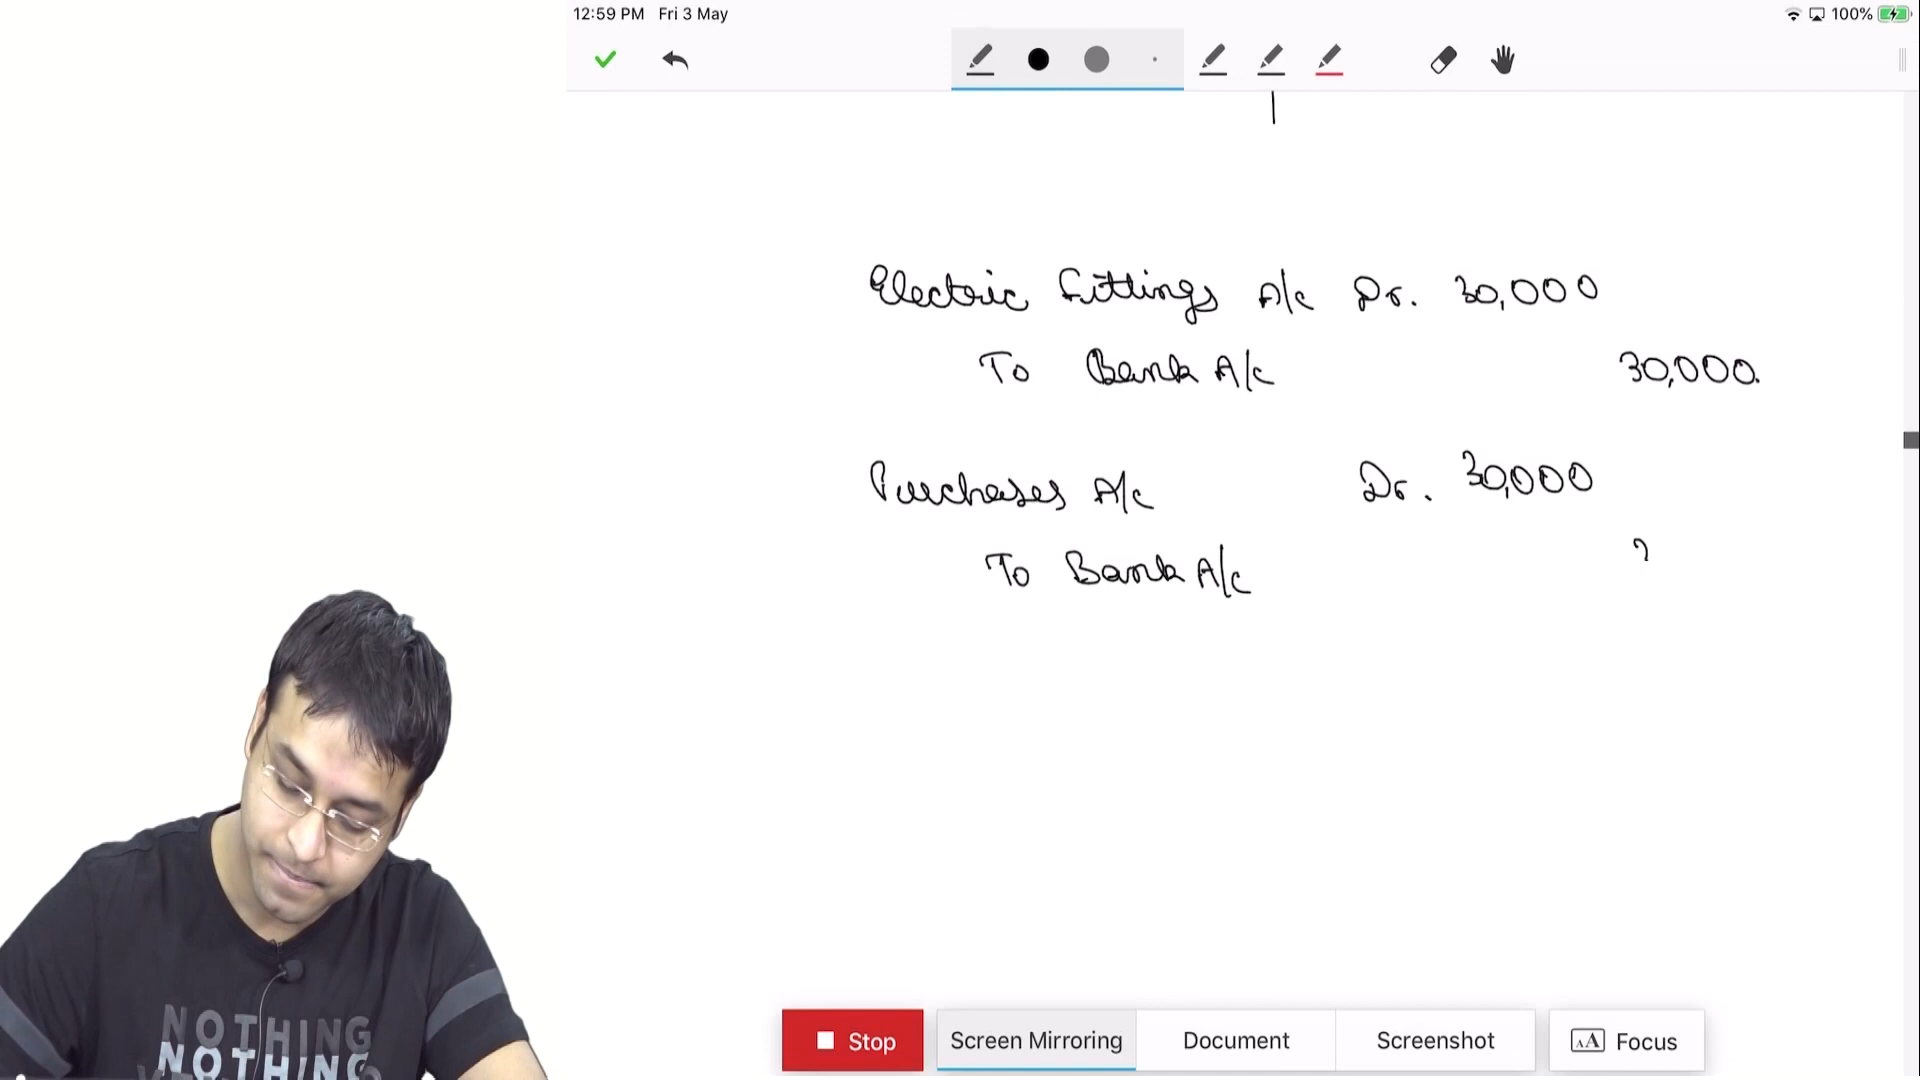 12:59 PM Fri 3 May
100%
Electric Fittings A/c Dr. 30,000
To Bank A/c 30,000.
Purchases A/c Dr. 30,000
To Bank A/c
NOTHING
NOTHING
Stop
Screen Mirroring
Document
Screenshot
AA Focus